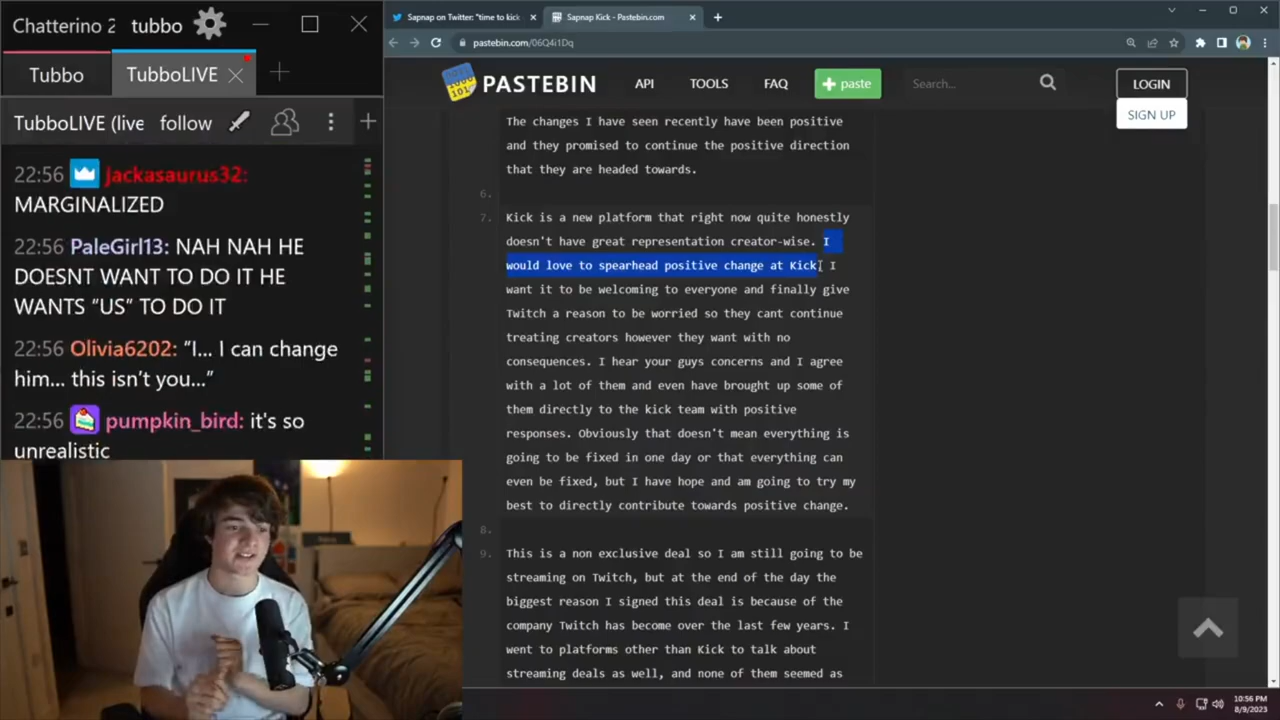 Chatterino 2
tubbo
Tubbo
TubboLIVE
TubboLIVE (live
follow
22:56 jackasaurus32:
MARGINALIZED
22:56 PaleGirl13: NAH NAH HE
DOESNT WANT TO DO IT HE
WANTS “US” TO DO IT
22:56 Olivia6202: “I... I can change
him... this isn’t you...”
22:56 pumpkin_bird: it's so
unrealistic
Sapnap on Twitter: "time to kick
Sapnap Kick - Pastebin.com
pastebin.com/06Q4i1Dq
PASTEBIN
API
TOOLS
FAQ
+ paste
Search...
LOGIN
SIGN UP
The changes I have seen recently have been positive
and they promised to continue the positive direction
that they are headed towards.
6.
7. Kick is a new platform that right now quite honestly
doesn't have great representation creator-wise. I
would love to spearhead positive change at Kick, I
want it to be welcoming to everyone and finally give
Twitch a reason to be worried so they cant continue
treating creators however they want with no
consequences. I hear your guys concerns and I agree
with a lot of them and even have brought up some of
them directly to the kick team with positive
responses. Obviously that doesn't mean everything is
going to be fixed in one day or that everything can
even be fixed, but I have hope and am going to try my
best to directly contribute towards positive change.
8.
9. This is a non exclusive deal so I am still going to be
streaming on Twitch, but at the end of the day the
biggest reason I signed this deal is because of the
company Twitch has become over the last few years. I
went to platforms other than Kick to talk about
streaming deals as well, and none of them seemed as
10:56 PM
8/9/2023